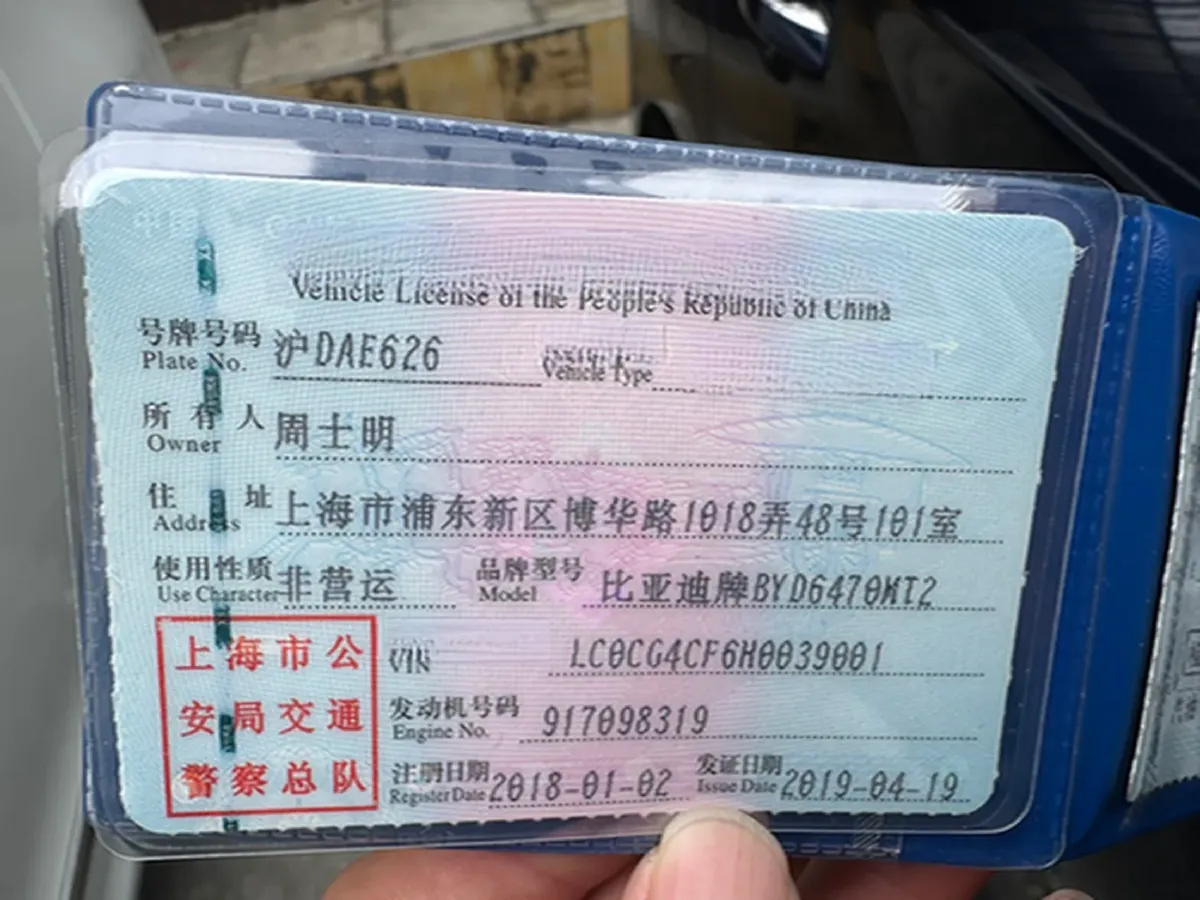 Vehicle License of the People's Republic of China
号牌号码 沪DAE626 Vehicle Type
Plate No.
所有人 周士明
Owner
住址 上海市浦东新区博华路1018弄48号101室
Address
使用性质 非营运 品牌型号 比亚迪牌BYD6470MT2
Use Character Model
上海市公 VIN LC0CG4CF6H0039001
安局交通 发动机号码 917098319
Engine No.
警察总队 注册日期 2018-01-02 发证日期 2019-04-19
Register Date Issue Date